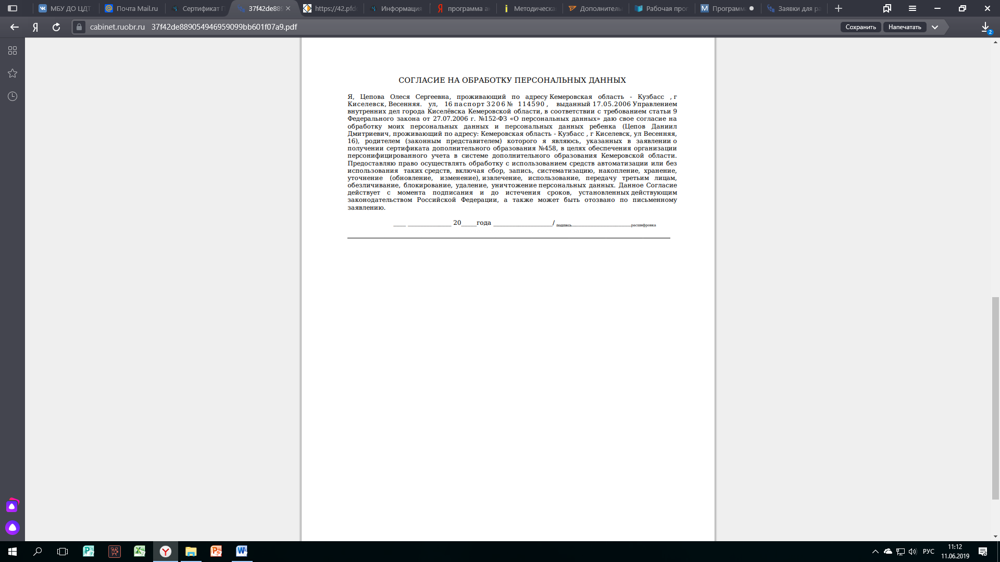 МБУ ДО ЦДТ
Почта Mail.ru
Сертификат П
37f42de889
https://42.pfdo
Информация
программа ан
Методическа
Дополнитель
Рабочая прог
Программ
Заявки для ра
cabinet.ruobr.ru 37f42de889054946959099bb601f07a9.pdf
Сохранить
Напечатать
2
СОГЛАСИЕ НА ОБРАБОТКУ ПЕРСОНАЛЬНЫХ ДАННЫХ
Я, Цепова Олеся Сергеевна, проживающий по адресу Кемеровская область - Кузбасс , г
Киселевск, Весенняя. ул, 16 паспорт 3206 № 114590 , выданный 17.05.2006 Управлением
внутренних дел города Киселёвска Кемеровской области, в соответствии с требованием статьи 9
Федерального закона от 27.07.2006 г. №152-ФЗ «О персональных данных» даю свое согласие на
обработку моих персональных данных и персональных данных ребенка (Цепов Даниил
Дмитриевич, проживающий по адресу: Кемеровская область - Кузбасс , г Киселевск, ул Весенняя,
16), родителем (законным представителем) которого я являюсь, указанных в заявлении о
получении сертификата дополнительного образования №458, в целях обеспечения организации
персонифицированного учета в системе дополнительного образования Кемеровской области.
Предоставляю право осуществлять обработку с использованием средств автоматизации или без
использования таких средств, включая сбор, запись, систематизацию, накопление, хранение,
уточнение (обновление, изменение), извлечение, использование, передачу третьим лицам,
обезличивание, блокирование, удаление, уничтожение персональных данных. Данное Согласие
действует с момента подписания и до истечения сроков, установленных действующим
законодательством Российской Федерации, а также может быть отозвано по письменному
заявлению.
____ ______________ 20_____года ___________________/ подпись___________________расшифровка
РУС
11:12
11.06.2019